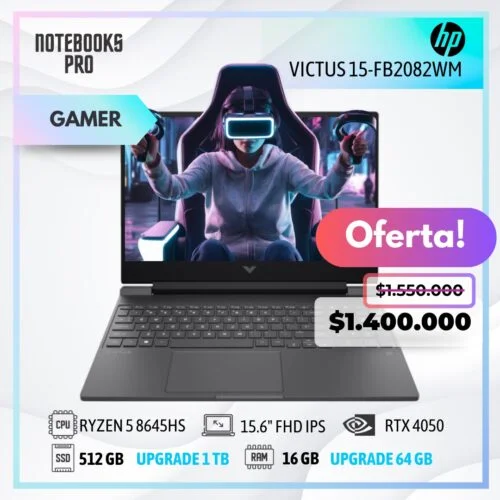 NOTEBOOKS
PRO
hp
VICTUS 15-FB2082WM
GAMER
Oferta!
$1.550.000
$1.400.000
CPU RYZEN 5 8645HS 15.6" FHD IPS RTX 4050
SSD 512 GB UPGRADE 1 TB RAM 16 GB UPGRADE 64 GB